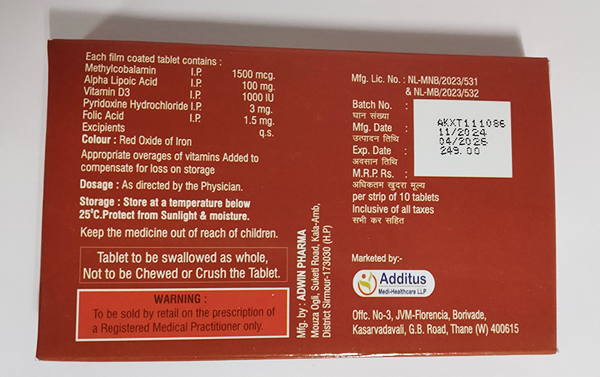 Each film coated tablet contains :
Methylcobalamin I.P. 1500 mcg.
Alpha Lipoic Acid I.P. 100 mg.
Vitamin D3 I.P. 1000 IU
Pyridoxine Hydrochloride I.P. 3 mg.
Folic Acid I.P. 1.5 mg.
Excipients q.s.
Colour : Red Oxide of Iron
Appropriate overages of vitamins Added to
compensate for loss on storage
Dosage : As directed by the Physician.
Storage : Store at a temperature below
25°C.Protect from Sunlight & moisture.
Keep the medicine out of reach of children.
Tablet to be swallowed as whole,
Not to be Chewed or Crush the Tablet.
WARNING :
To be sold by retail on the prescription of
a Registered Medical Practitioner only.
Mfg. by : ADWIN PHARMA
Mouza Ogli, Suketi Road, Kala-Amb,
District Sirmour-173030 (H.P)
Mfg. Lic. No. : NL-MNB/2023/531
& NL-MB/2023/532
Batch No. :
घान संख्या
Mfg. Date :
उत्पादन तिथि
Exp. Date :
अवसान तिथि
M.R.P. Rs. :
अधिकतम खुदरा मूल्य
per strip of 10 tablets
Inclusive of all taxes
सभी कर सहित
AKXT111086
11/2024
04/2026
249.00
Marketed by:-
Additus
Medi-Healthcare LLP
Offc. No-3, JVM-Florencia, Borivade,
Kasarvadavali, G.B. Road, Thane (W) 400615